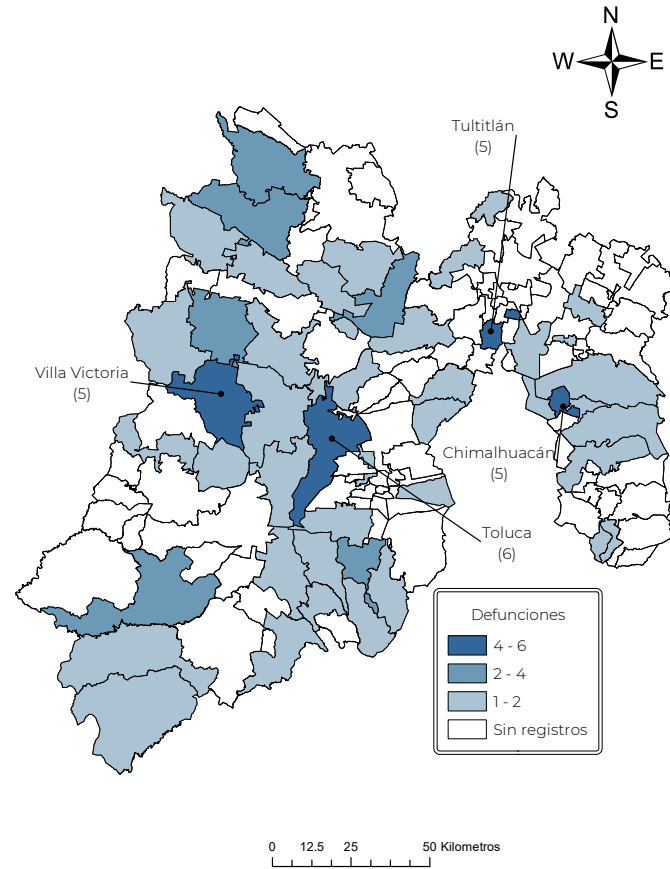 N
W E
S
Tultitlán
(5)
Villa Victoria
(5)
Chimalhuacán
(5)
Toluca
(6)
Defunciones
4 - 6
2 - 4
1 - 2
Sin registros
0 12.5 25 50 Kilometros